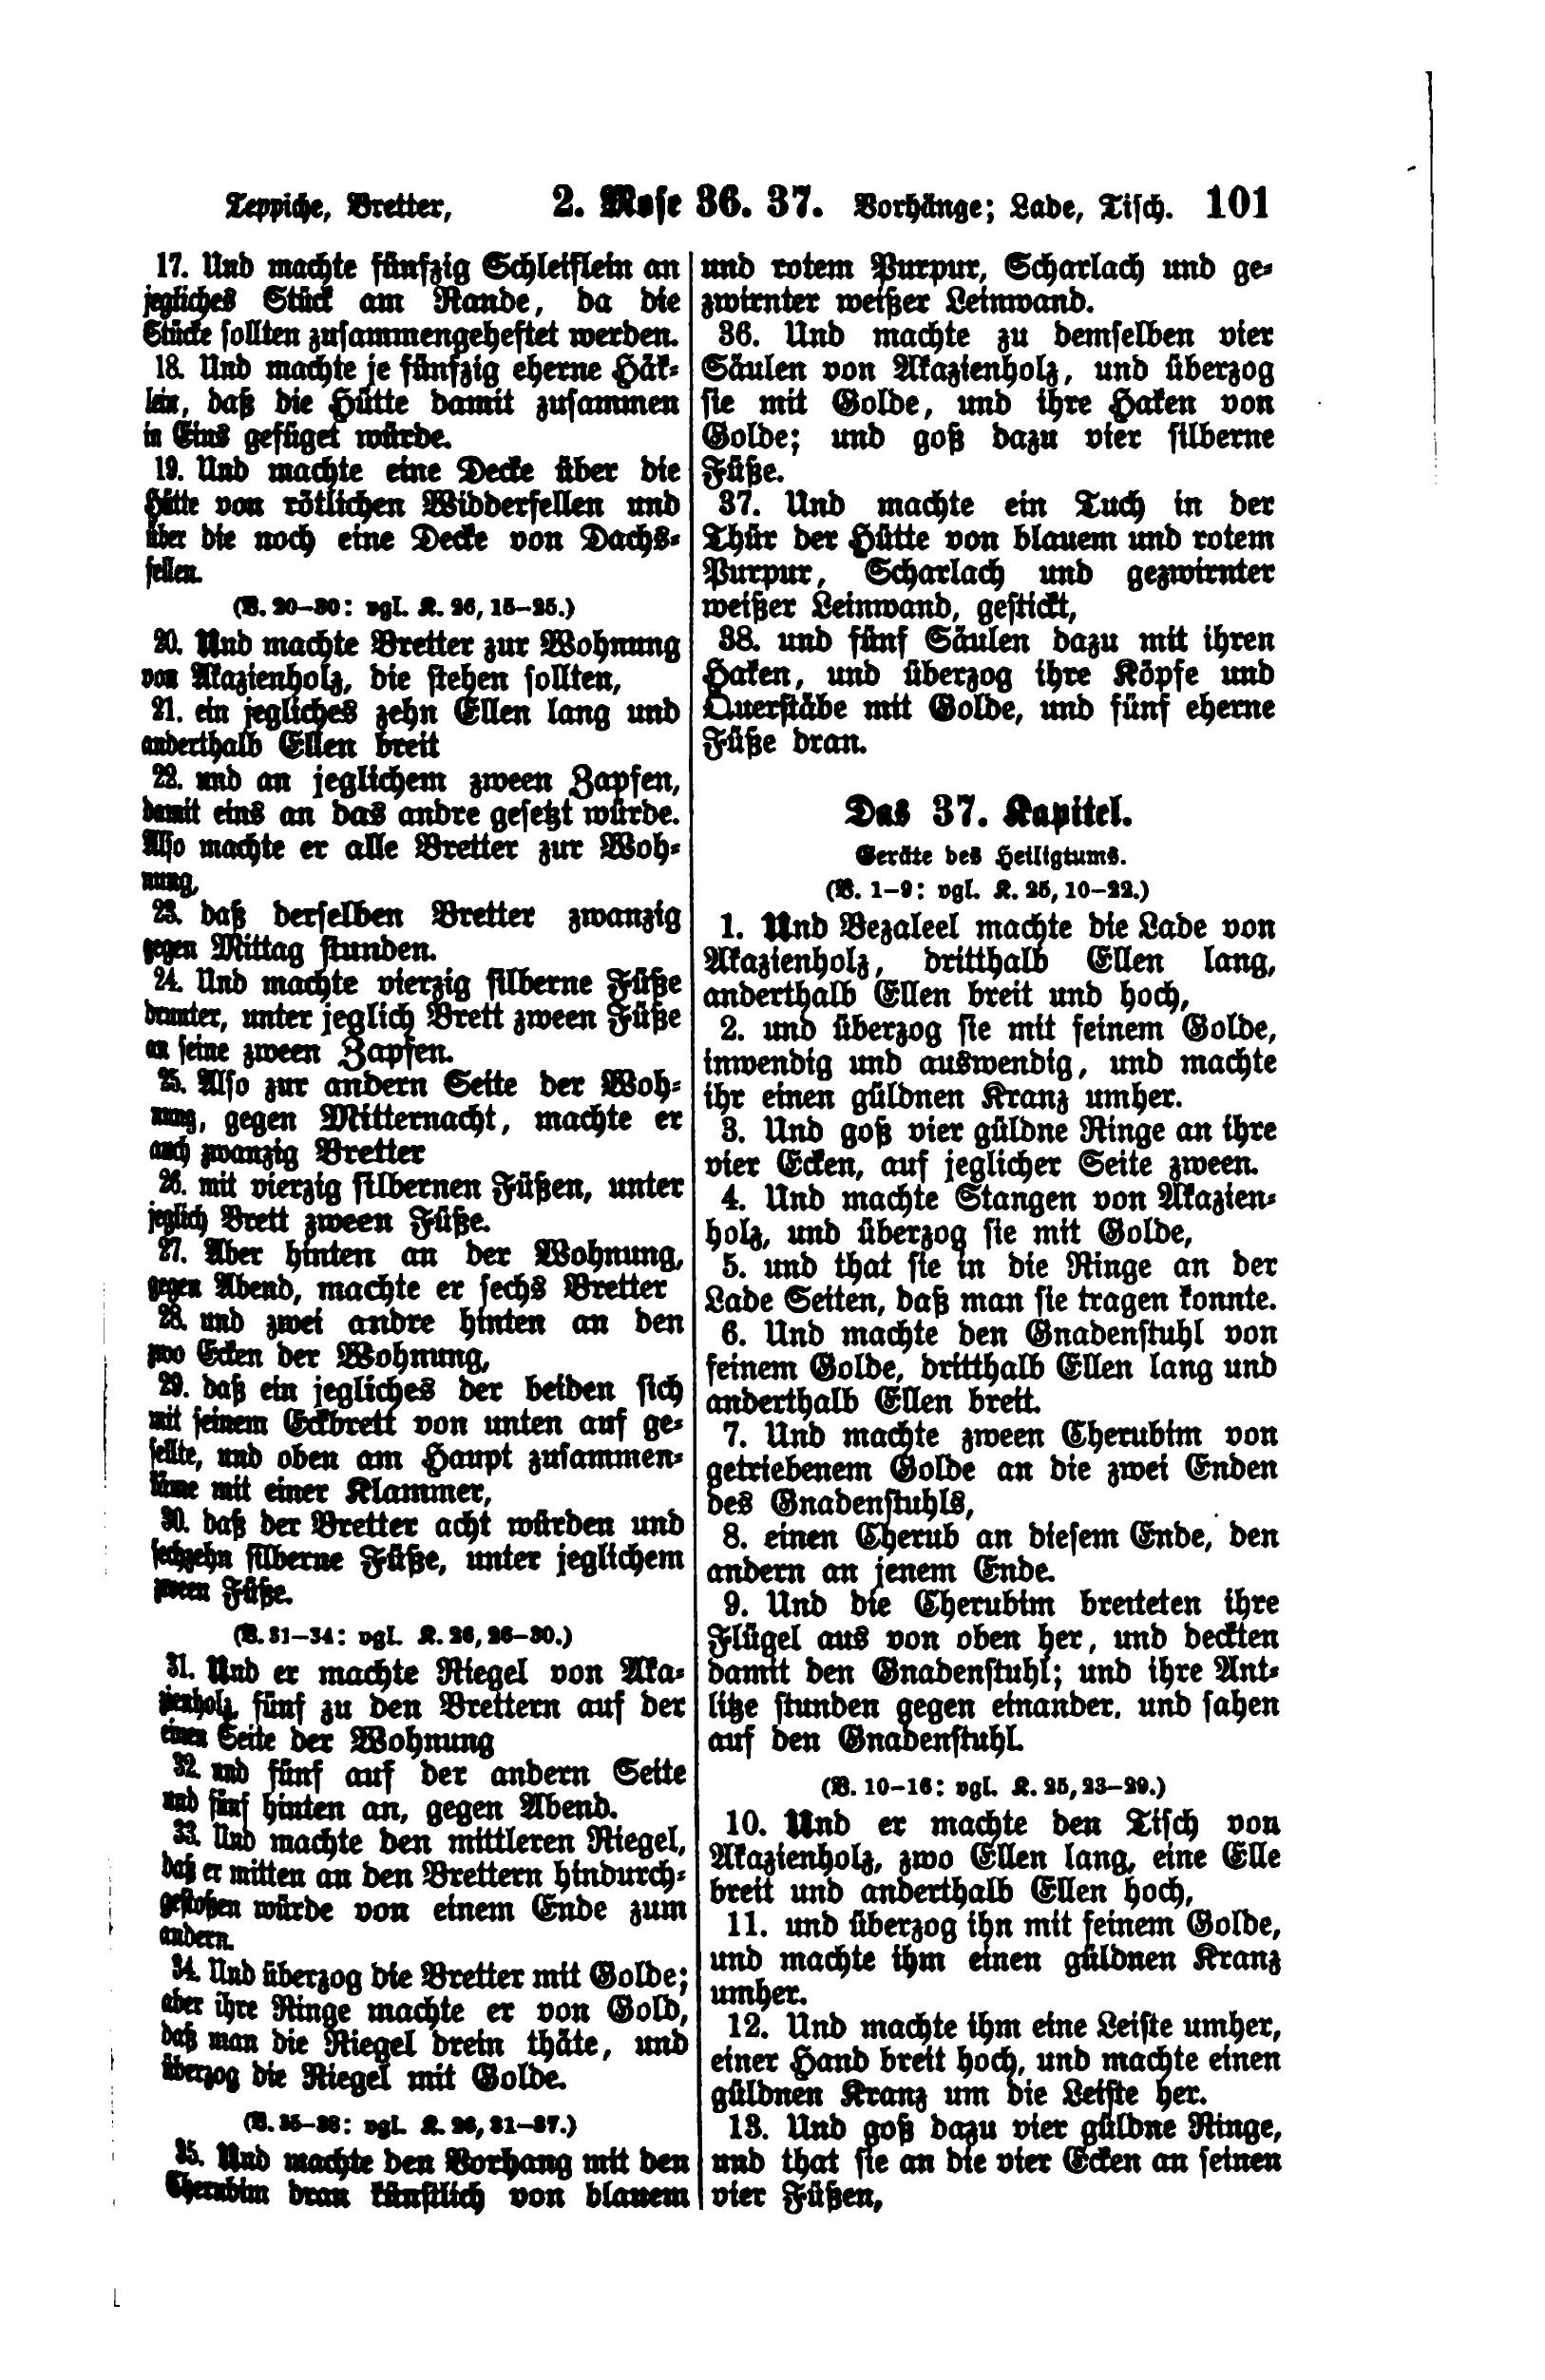 Teppiche, Bretter, 2. Mose 36. 37. Vorhänge; Lade, Tisch. 101
17. Und machte fünfzig Schleiflein an
jegliches Stück am Rande, da die
Stücke sollten zusammengeheftet werden.
18. Und machte je fünfzig eherne Häk-
lein, daß die Hütte damit zusammen
in Eins gefüget würde.
19. Und machte eine Decke über die
Hütte von rötlichen Widderfellen und
über die noch eine Decke von Dachs-
fellen.
(V. 20–30: vgl. K. 26, 15–25.)
20. Und machte Bretter zur Wohnung
von Akazienholz, die stehen sollten,
21. ein jegliches zehn Ellen lang und
anderthalb Ellen breit
22. und an jeglichem zween Zapfen,
damit eins an das andre gesetzt würde.
Also machte er alle Bretter zur Woh-
nung,
23. daß derselben Bretter zwanzig
gegen Mittag stunden.
24. Und machte vierzig silberne Füße
drunter, unter jeglich Brett zween Füße
an seine zween Zapfen.
25. Also zur andern Seite der Woh-
nung, gegen Mitternacht, machte er
auch zwanzig Bretter
26. mit vierzig silbernen Füßen, unter
jeglich Brett zween Füße.
27. Aber hinten an der Wohnung,
gegen Abend, machte er sechs Bretter
28. und zwei andre hinten an den
zwo Ecken der Wohnung,
29. daß ein jegliches der beiden sich
mit seinem Eckbrett von unten auf ge-
sellte, und oben am Haupt zusammen-
käme mit einer Klammer,
30. daß der Bretter acht würden und
sechzehn silberne Füße, unter jeglichem
zween Füße.
(V. 31–34: vgl. K. 26, 26–30.)
31. Und er machte Riegel von Aka-
zienholz, fünf zu den Brettern auf der
einen Seite der Wohnung
32. und fünf auf der andern Seite
und fünf hinten an, gegen Abend.
33. Und machte den mittleren Riegel,
daß er mitten an den Brettern hindurch-
gestoßen würde von einem Ende zum
andern.
34. Und überzog die Bretter mit Golde;
aber ihre Ringe machte er von Gold,
daß man die Riegel drein thäte, und
überzog die Riegel mit Golde.
(V. 35–38: vgl. K. 26, 31–37.)
35. Und machte den Vorhang mit den
Cherubim dran künstlich von blauem
und rotem Purpur, Scharlach und ge-
zwirnter weißer Leinwand.
36. Und machte zu demselben vier
Säulen von Akazienholz, und überzog
sie mit Golde, und ihre Haken von
Golde; und goß dazu vier silberne
Füße.
37. Und machte ein Tuch in der
Thür der Hütte von blauem und rotem
Purpur, Scharlach und gezwirnter
weißer Leinwand, gestickt,
38. und fünf Säulen dazu mit ihren
Haken, und überzog ihre Köpfe und
Querstäbe mit Golde, und fünf eherne
Füße dran.
Das 37. Kapitel.
Geräte des Heiligtums.
(V. 1–9: vgl. K. 25, 10–22.)
1. Und Bezaleel machte die Lade von
Akazienholz, dritthalb Ellen lang,
anderthalb Ellen breit und hoch,
2. und überzog sie mit feinem Golde,
inwendig und auswendig, und machte
ihr einen güldnen Kranz umher.
3. Und goß vier güldne Ringe an ihre
vier Ecken, auf jeglicher Seite zween.
4. Und machte Stangen von Akazien-
holz, und überzog sie mit Golde,
5. und that sie in die Ringe an der
Lade Seiten, daß man sie tragen konnte.
6. Und machte den Gnadenstuhl von
feinem Golde, dritthalb Ellen lang und
anderthalb Ellen breit.
7. Und machte zween Cherubim von
getriebenem Golde an die zwei Enden
des Gnadenstuhls,
8. einen Cherub an diesem Ende, den
andern an jenem Ende.
9. Und die Cherubim breiteten ihre
Flügel aus von oben her, und deckten
damit den Gnadenstuhl; und ihre Ant-
litze stunden gegen einander, und sahen
auf den Gnadenstuhl.
(V. 10–16: vgl. K. 25, 23–29.)
10. Und er machte den Tisch von
Akazienholz, zwo Ellen lang, eine Elle
breit und anderthalb Ellen hoch,
11. und überzog ihn mit feinem Golde,
und machte ihm einen güldnen Kranz
umher.
12. Und machte ihm eine Leiste umher,
einer Hand breit hoch, und machte einen
güldnen Kranz um die Leiste her.
13. Und goß dazu vier güldne Ringe,
und that sie an die vier Ecken an seinen
vier Füßen,